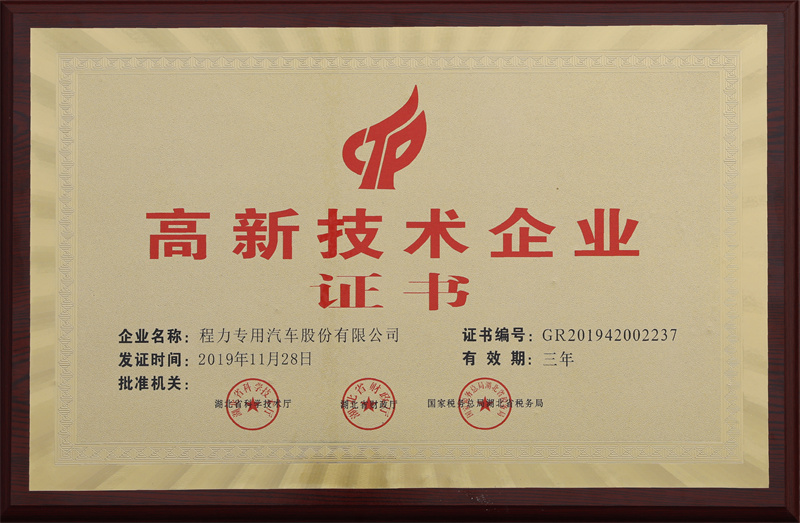 CTP
高新技术企业
证书
企业名称：程力专用汽车股份有限公司
证书编号：GR201942002237
发证时间：2019年11月28日
有效期：三年
批准机关：
湖北省科学技术厅
湖北省财政厅
国家税务总局湖北省税务局